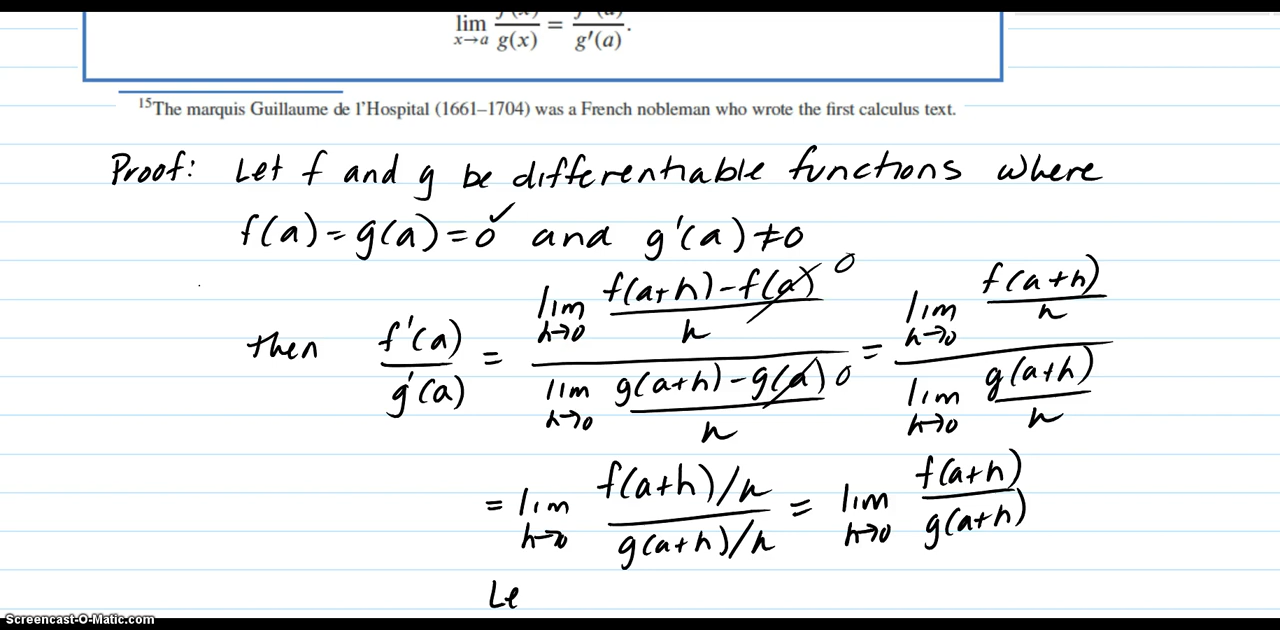 lim x→a f(x)/g(x) = f′(a)/g′(a).
15The marquis Guillaume de l'Hospital (1661–1704) was a French nobleman who wrote the first calculus text.
Proof: Let f and g be differentiable functions where
f(a) = g(a) = 0 ✓ and g'(a) ≠ 0
then f'(a)/g'(a) = (lim h→0 (f(a+h) - f(a) 0)/h)/(lim h→0 (g(a+h) - g(a) 0)/h) = (lim h→0 f(a+h)/h)/(lim h→0 g(a+h)/h)
= lim h→0 (f(a+h)/h)/(g(a+h)/h) = lim h→0 f(a+h)/g(a+h)
Le
Screencast-O-Matic.com